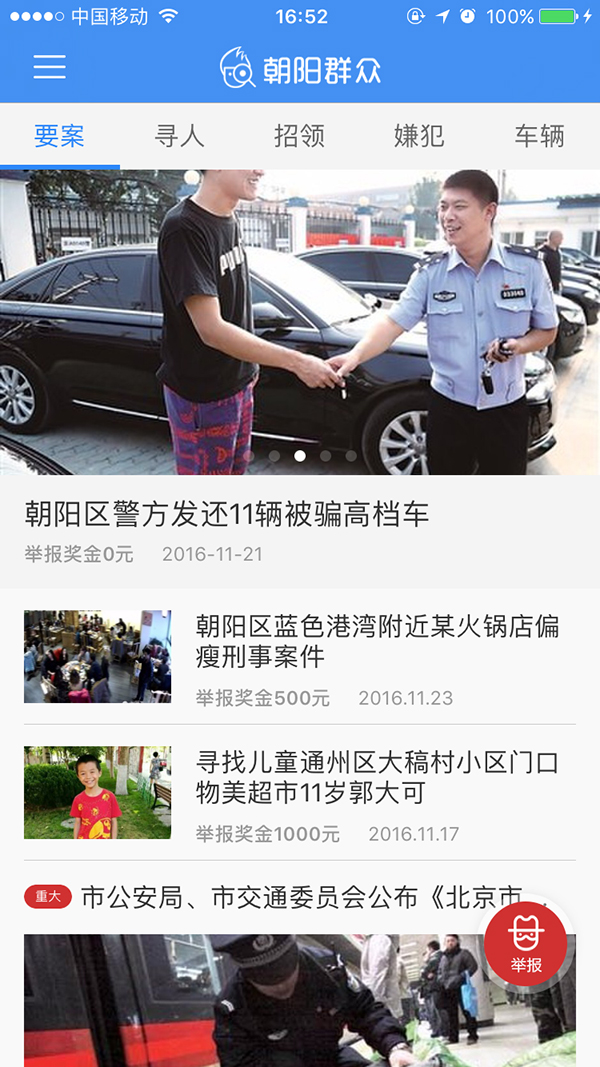 中国移动 16:52 100%
朝阳群众
要案 寻人 招领 嫌犯 车辆
朝阳区警方发还11辆被骗高档车
举报奖金0元 2016-11-21
朝阳区蓝色港湾附近某火锅店偏
瘦刑事案件
举报奖金500元 2016.11.23
寻找儿童通州区大稿村小区门口
物美超市11岁郭大可
举报奖金1000元 2016.11.17
重大 市公安局、市交通委员会公布《北京市...
举报